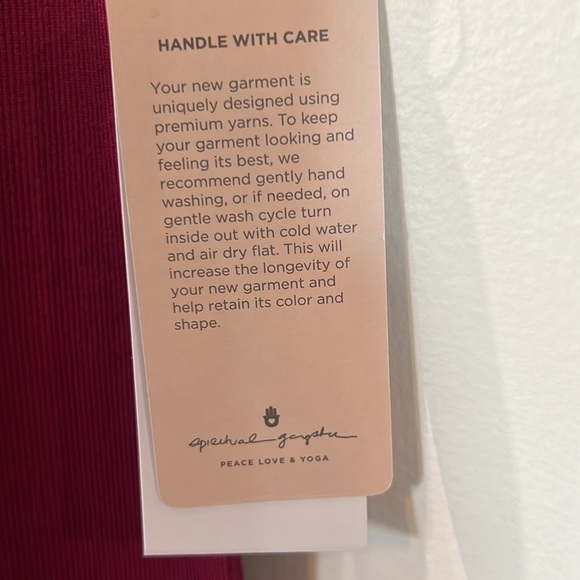 HANDLE WITH CARE
Your new garment is
uniquely designed using
premium yarns. To keep
your garment looking and
feeling its best, we
recommend gently hand
washing, or if needed, on
gentle wash cycle turn
inside out with cold water
and air dry flat. This will
increase the longevity of
your new garment and
help retain its color and
shape.
spiritual gangster
PEACE LOVE & YOGA